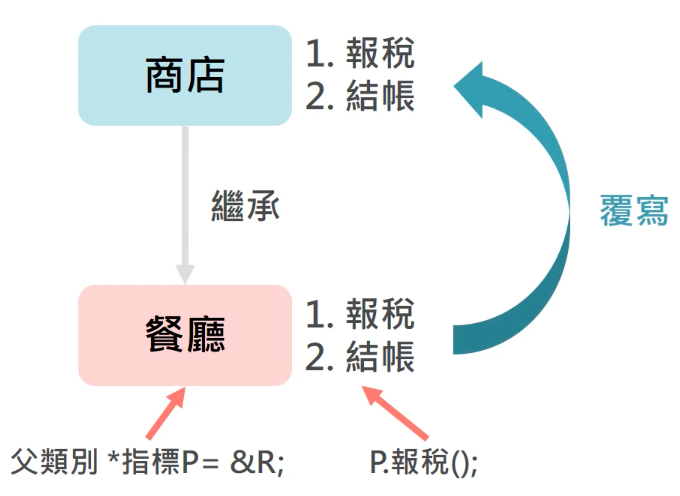 商店
1. 報稅
2. 結帳
繼承
覆寫
餐廳
1. 報稅
2. 結帳
父類別 *指標P= &R;
P.報稅();